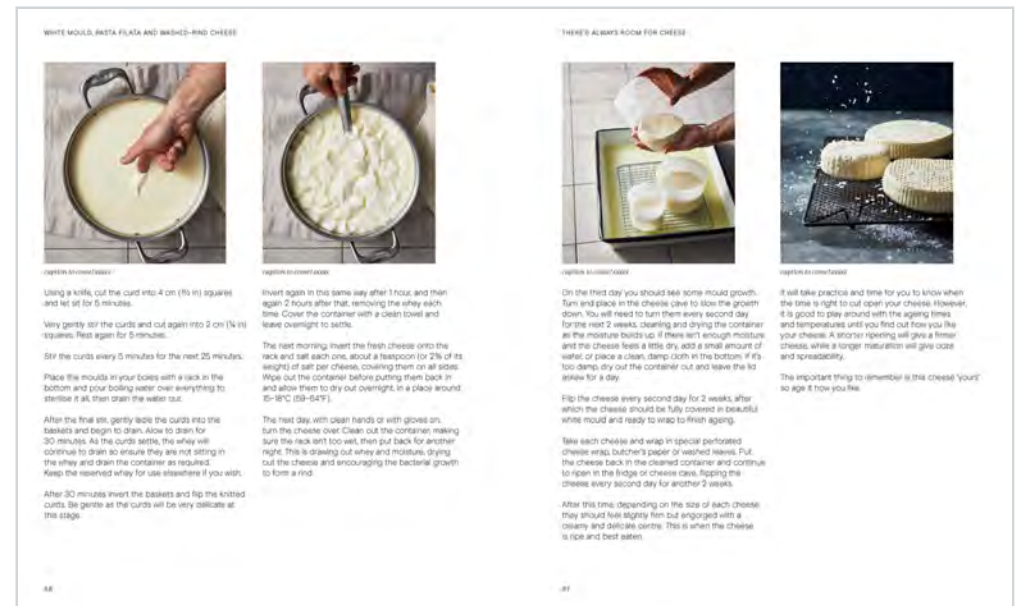 WHITE MOULD, PASTA FILATA AND WASHED-RIND CHEESE
caption to come/xxxxx
Using a knife, cut the curd into 4 cm (1½ in) squares
and let sit for 5 minutes.
Very gently stir the curds and cut again into 2 cm (¾ in)
squares. Rest again for 5 minutes.
Stir the curds every 5 minutes for the next 25 minutes.
Place the moulds in your boxes with a rack in the
bottom and pour boiling water over everything to
sterilise it all, then drain the water out.
After the final stir, gently ladle the curds into the
baskets and begin to drain. Alow to drain for
30 minutes. As the curds settle, the whey will
continue to drain so ensure they are not sitting in
the whey and drain the container as required.
Keep the reserved whey for use elsewhere if you wish.
After 30 minutes invert the baskets and flip the knitted
curds. Be gentle as the curds will be very delicate at
this stage.
caption to come/xxxxx
Invert again in this same way after 1 hour, and then
again 2 hours after that, removing the whey each
time. Cover the container with a clean towel and
leave overnight to settle.
The next morning, invert the fresh cheese onto the
rack and salt each one, about a teaspoon (or 2% of its
weight) of salt per cheese, covering them on all sides.
Wipe out the container before putting them back in
and allow them to dry out overnight, in a place around
15–18°C (59–64°F).
The next day, with clean hands or with gloves on,
turn the cheese over. Clean out the container, making
sure the rack isn't too wet, then put back for another
night. This is drawing out whey and moisture, drying
out the cheese and encouraging the bacterial growth
to form a rind.
THERE'S ALWAYS ROOM FOR CHEESE
caption to come/xxxxx
On the third day you should see some mould growth.
Turn and place in the cheese cave to slow the growth
down. You will need to turn them every second day
for the next 2 weeks, cleaning and drying the container
as the moisture builds up. If there isn't enough moisture
and the cheese feels a little dry, add a small amount of
water, or place a clean, damp cloth in the bottom. If it's
too damp, dry out the container and leave the lid
askew for a day.
Flip the cheese every second day for 2 weeks, after
which the cheese should be fully covered in beautiful
white mould and ready to wrap to finish ageing.
Take each cheese and wrap in special perforated
cheese wrap, butcher's paper or washed leaves. Put
the cheese back in the cleaned container and continue
to ripen in the fridge or cheese cave, flipping the
cheese every second day for another 2 weeks.
After this time, depending on the size of each cheese
they should feel slightly firm but engorged with a
creamy and delicate centre. This is when the cheese
is ripe and best eaten.
caption to come/xxxxx
It will take practice and time for you to know when
the time is right to cut open your cheese. However,
it is good to play around with the ageing times
and temperatures until you find out how you like
your cheese. A shorter ripening will give a firmer
cheese, while a longer maturation will give ooze
and spreadability.
The important thing to remember is this cheese 'yours'
so age it how you like.